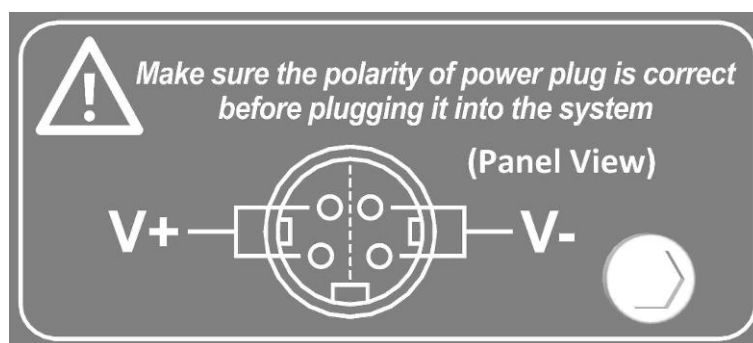 Make sure the polarity of power plug is correct
before plugging it into the system
(Panel View)
V+ V-